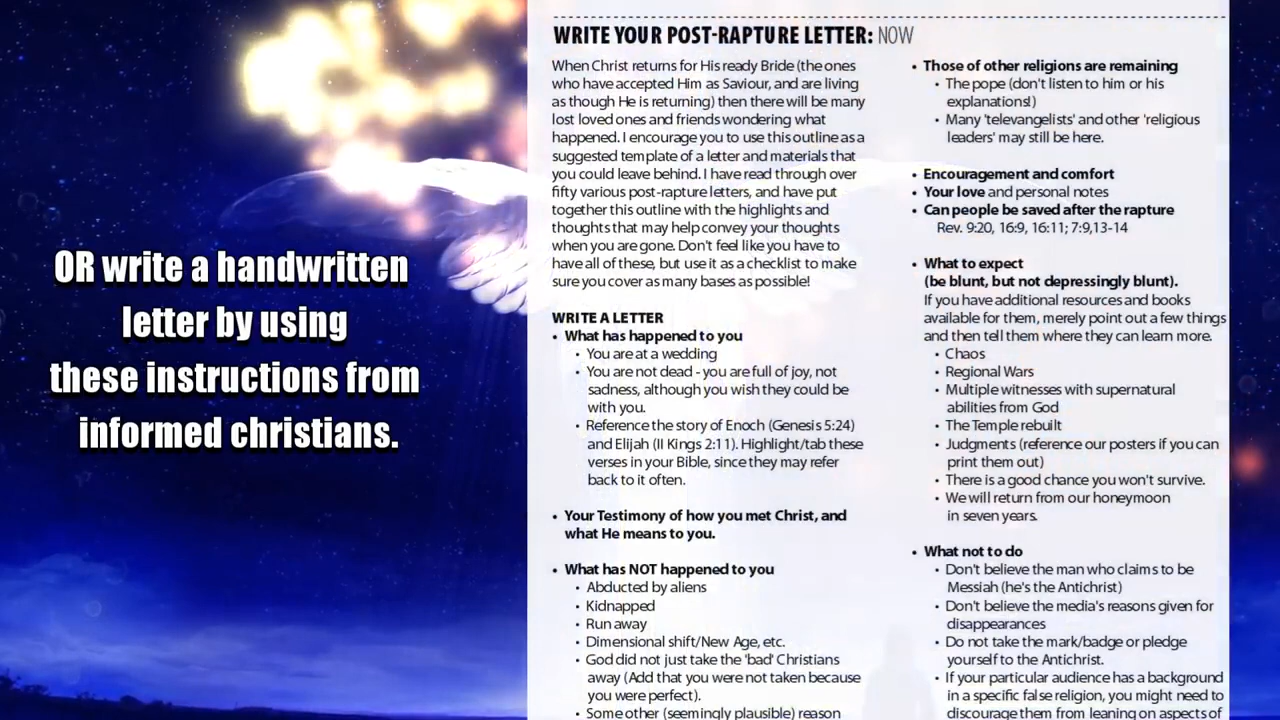 OR write a handwritten
letter by using
these instructions from
informed christians.
WRITE YOUR POST-RAPTURE LETTER: NOW
When Christ returns for His ready Bride (the ones
who have accepted Him as Saviour, and are living
as though He is returning) then there will be many
lost loved ones and friends wondering what
happened. I encourage you to use this outline as a
suggested template of a letter and materials that
you could leave behind. I have read through over
fifty various post-rapture letters, and have put
together this outline with the highlights and
thoughts that may help convey your thoughts
when you are gone. Don't feel like you have to
have all of these, but use it as a checklist to make
sure you cover as many bases as possible!
WRITE A LETTER
• What has happened to you
• You are at a wedding
• You are not dead - you are full of joy, not
sadness, although you wish they could be
with you.
• Reference the story of Enoch (Genesis 5:24)
and Elijah (II Kings 2:11). Highlight/tab these
verses in your Bible, since they may refer
back to it often.
• Your Testimony of how you met Christ, and
what He means to you.
• What has NOT happened to you
• Abducted by aliens
• Kidnapped
• Run away
• Dimensional shift/New Age, etc.
• God did not just take the 'bad' Christians
away (Add that you were not taken because
you were perfect).
• Some other (seemingly plausible) reason
• Those of other religions are remaining
• The pope (don't listen to him or his
explanations!)
• Many 'televangelists' and other 'religious
leaders' may still be here.
• Encouragement and comfort
• Your love and personal notes
• Can people be saved after the rapture
Rev. 9:20, 16:9, 16:11; 7:9,13-14
• What to expect
(be blunt, but not depressingly blunt).
If you have additional resources and books
available for them, merely point out a few things
and then tell them where they can learn more.
• Chaos
• Regional Wars
• Multiple witnesses with supernatural
abilities from God
• The Temple rebuilt
• Judgments (reference our posters if you can
print them out)
• There is a good chance you won't survive.
• We will return from our honeymoon
in seven years.
• What not to do
• Don't believe the man who claims to be
Messiah (he's the Antichrist)
• Don't believe the media's reasons given for
disappearances
• Do not take the mark/badge or pledge
yourself to the Antichrist.
• If your particular audience has a background
in a specific false religion, you might need to
discourage them from leaning on aspects of